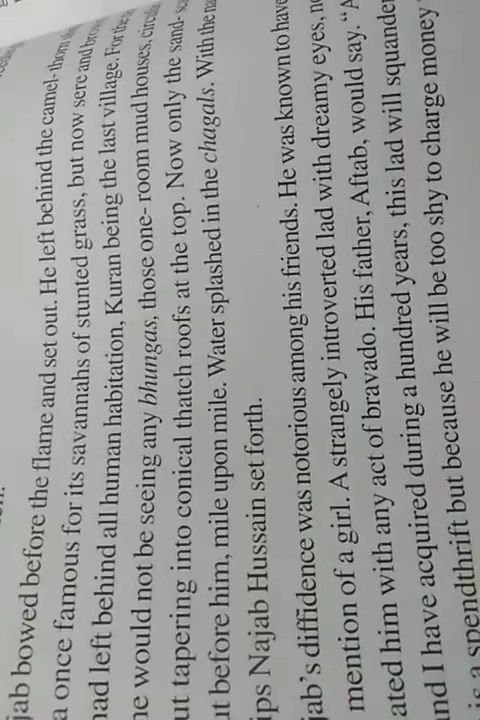 jab bowed before the flame and set out. He left behind the camel- thorn
a once famous for its savannahs of stunted grass, but now sere and
had left behind all human habitation, Kuran being the last village. For the
ne would not be seeing any bhungas, those one- room mud houses,
ut tapering into conical thatch roofs at the top. Now only the sand-
ut before him, mile upon mile. Water splashed in the chagals. With the
ips Najab Hussain set forth.
jab's diffidence was notorious among his friends. He was known to have
mention of a girl. A strangely introverted lad with dreamy eyes,
ated him with any act of bravado. His father, Aftab, would say. "A
nd I have acquired during a hundred years, this lad will squander
is a spendthrift but because he will be too shy to charge money